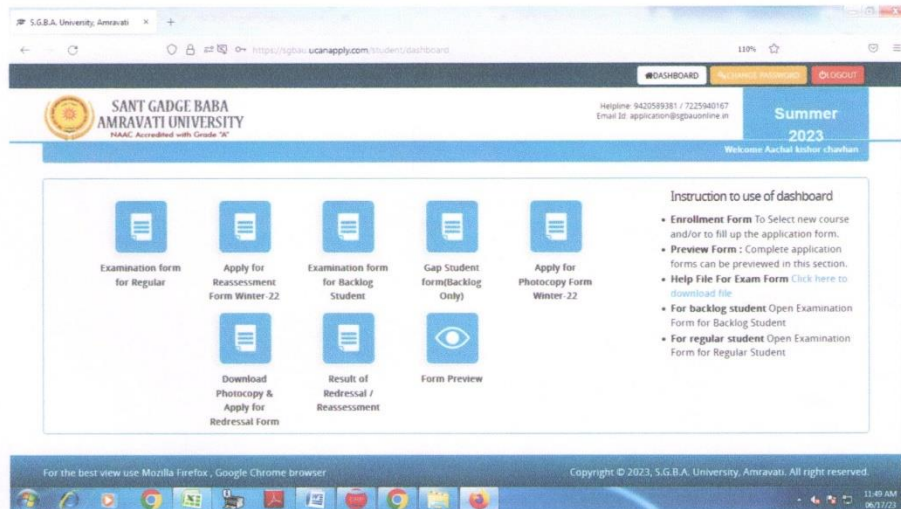 S.G.B.A. University, Amravati
https://sgbau.ucanapply.com/student/dashboard
110%
DASHBOARD
CHANGE PASSWORD
LOGOUT
SANT GADGE BABA
AMRAVATI UNIVERSITY
NAAC Accredited with Grade "A"
Helpline: 9420589381 / 7225940167
Email Id: application@sgbauonline.in
Summer
2023
Welcome Aachal kishor chavhan
Examination form
for Regular
Apply for
Reassessment
Form Winter-22
Examination form
for Backlog
Student
Gap Student
form(Backlog
Only)
Apply for
Photocopy Form
Winter-22
Download
Photocopy &
Apply for
Redressal Form
Result of
Redressal /
Reassessment
Form Preview
Instruction to use of dashboard
Enrollment Form To Select new course
and/or to fill up the application form.
Preview Form : Complete application
forms can be previewed in this section.
Help File For Exam Form Click here to
download file
For backlog student Open Examination
Form for Backlog Student
For regular student Open Examination
Form for Regular Student
For the best view use Mozilla Firefox , Google Chrome browser
Copyright © 2023, S.G.B.A. University, Amravati. All right reserved.
11:49 AM
06/17/23